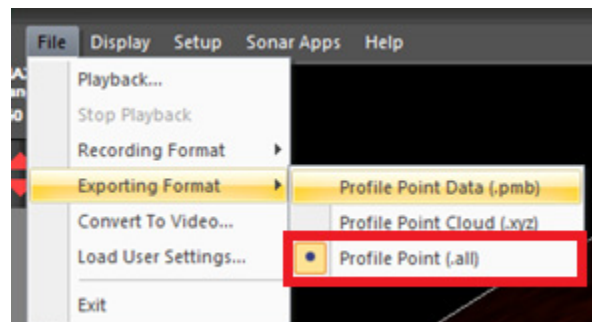 File Display Setup Sonar Apps Help
Playback...
Stop Playback
Recording Format
Exporting Format
Profile Point Data (.pmb)
Convert To Video...
Profile Point Cloud (.xyz)
Load User Settings...
Profile Point (.all)
Exit